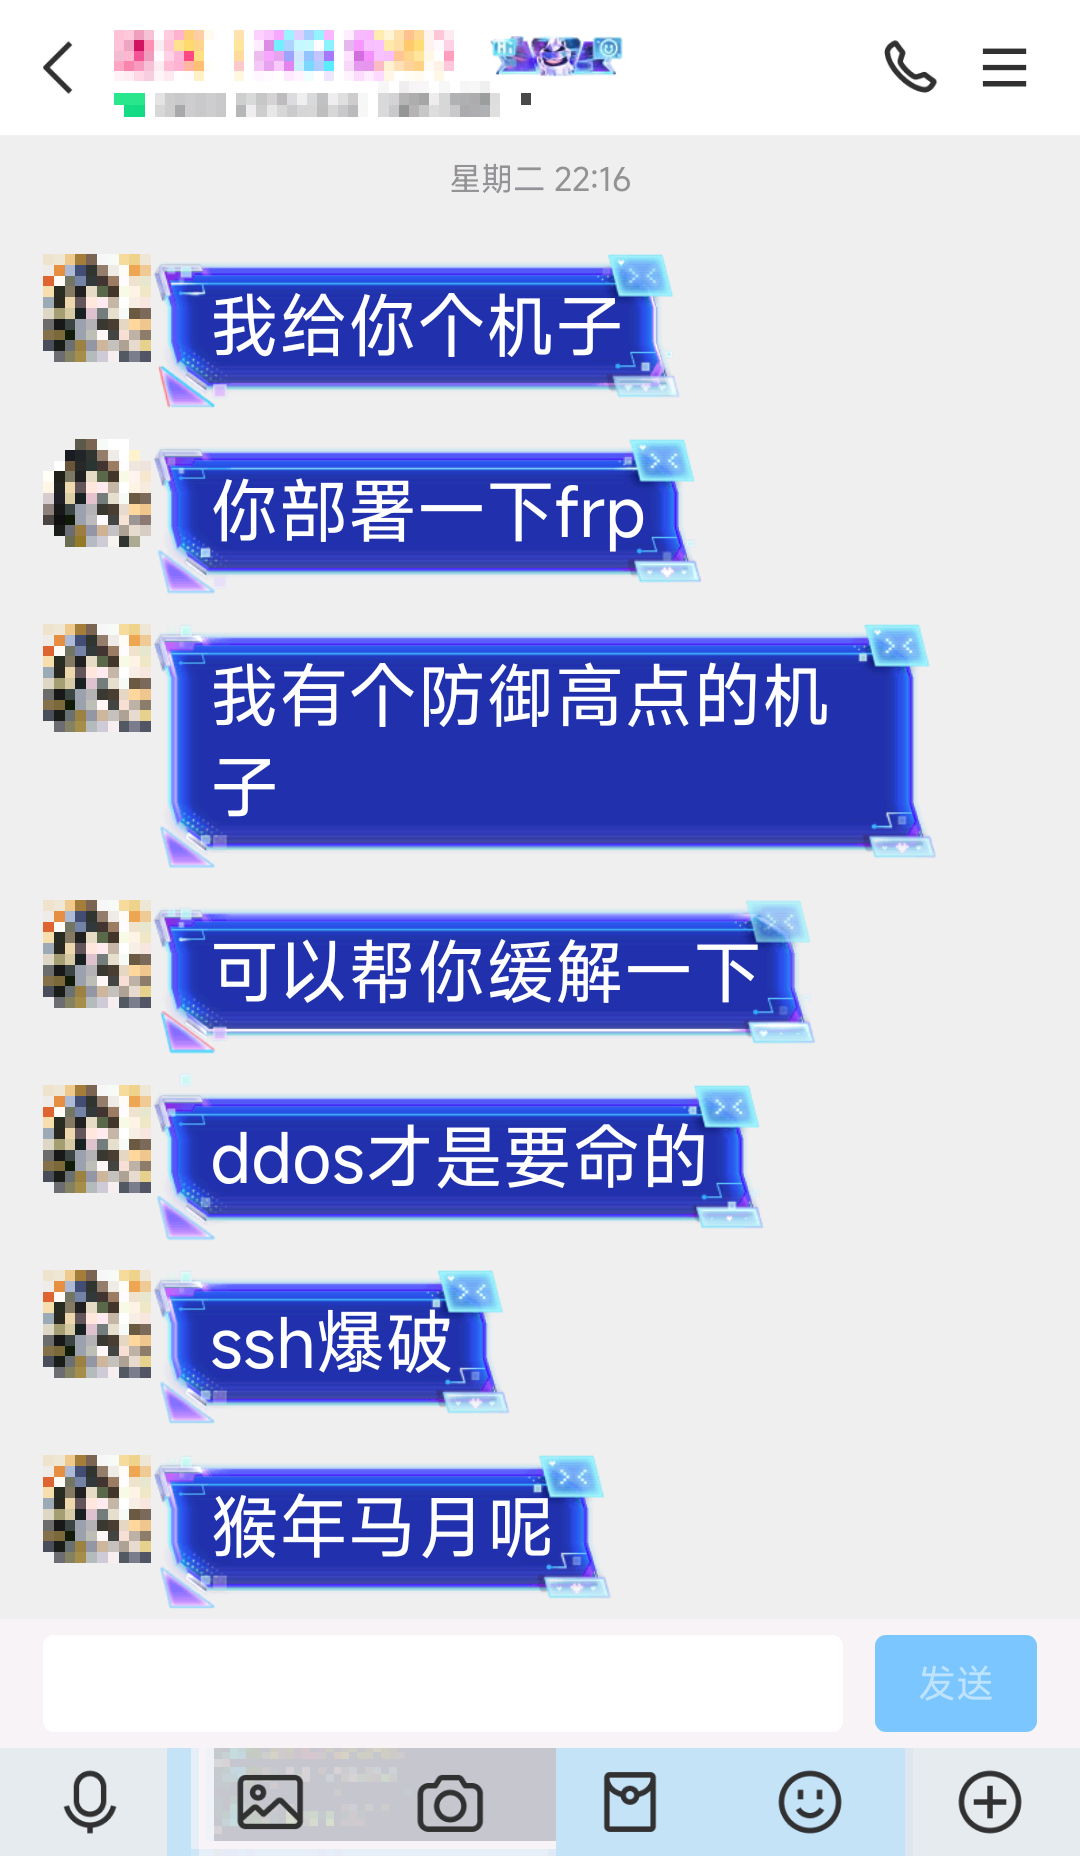 星期二 22:16
我给你个机子
你部署一下frp
我有个防御高点的机
子
可以帮你缓解一下
ddos才是要命的
ssh爆破
猴年马月呢
发送